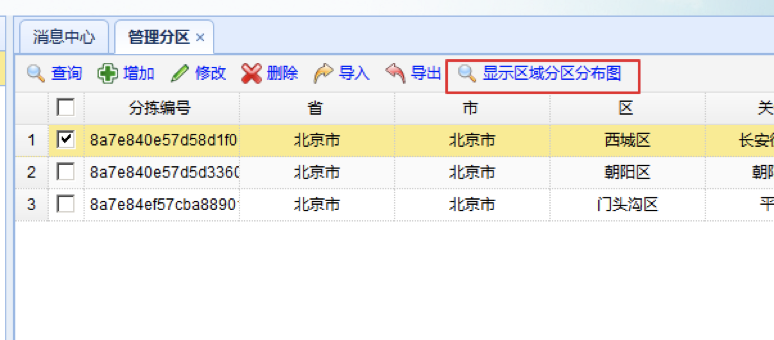 消息中心 管理分区 ×
查询 增加 修改 删除 导入 导出 显示区域分区分布图
分拣编号 省 市 区 关
1 8a7e840e57d58d1f0 北京市 北京市 西城区 长安街
2 8a7e840e57d5d3360 北京市 北京市 朝阳区 朝阳
3 8a7e84ef57cba8890 北京市 北京市 门头沟区 平